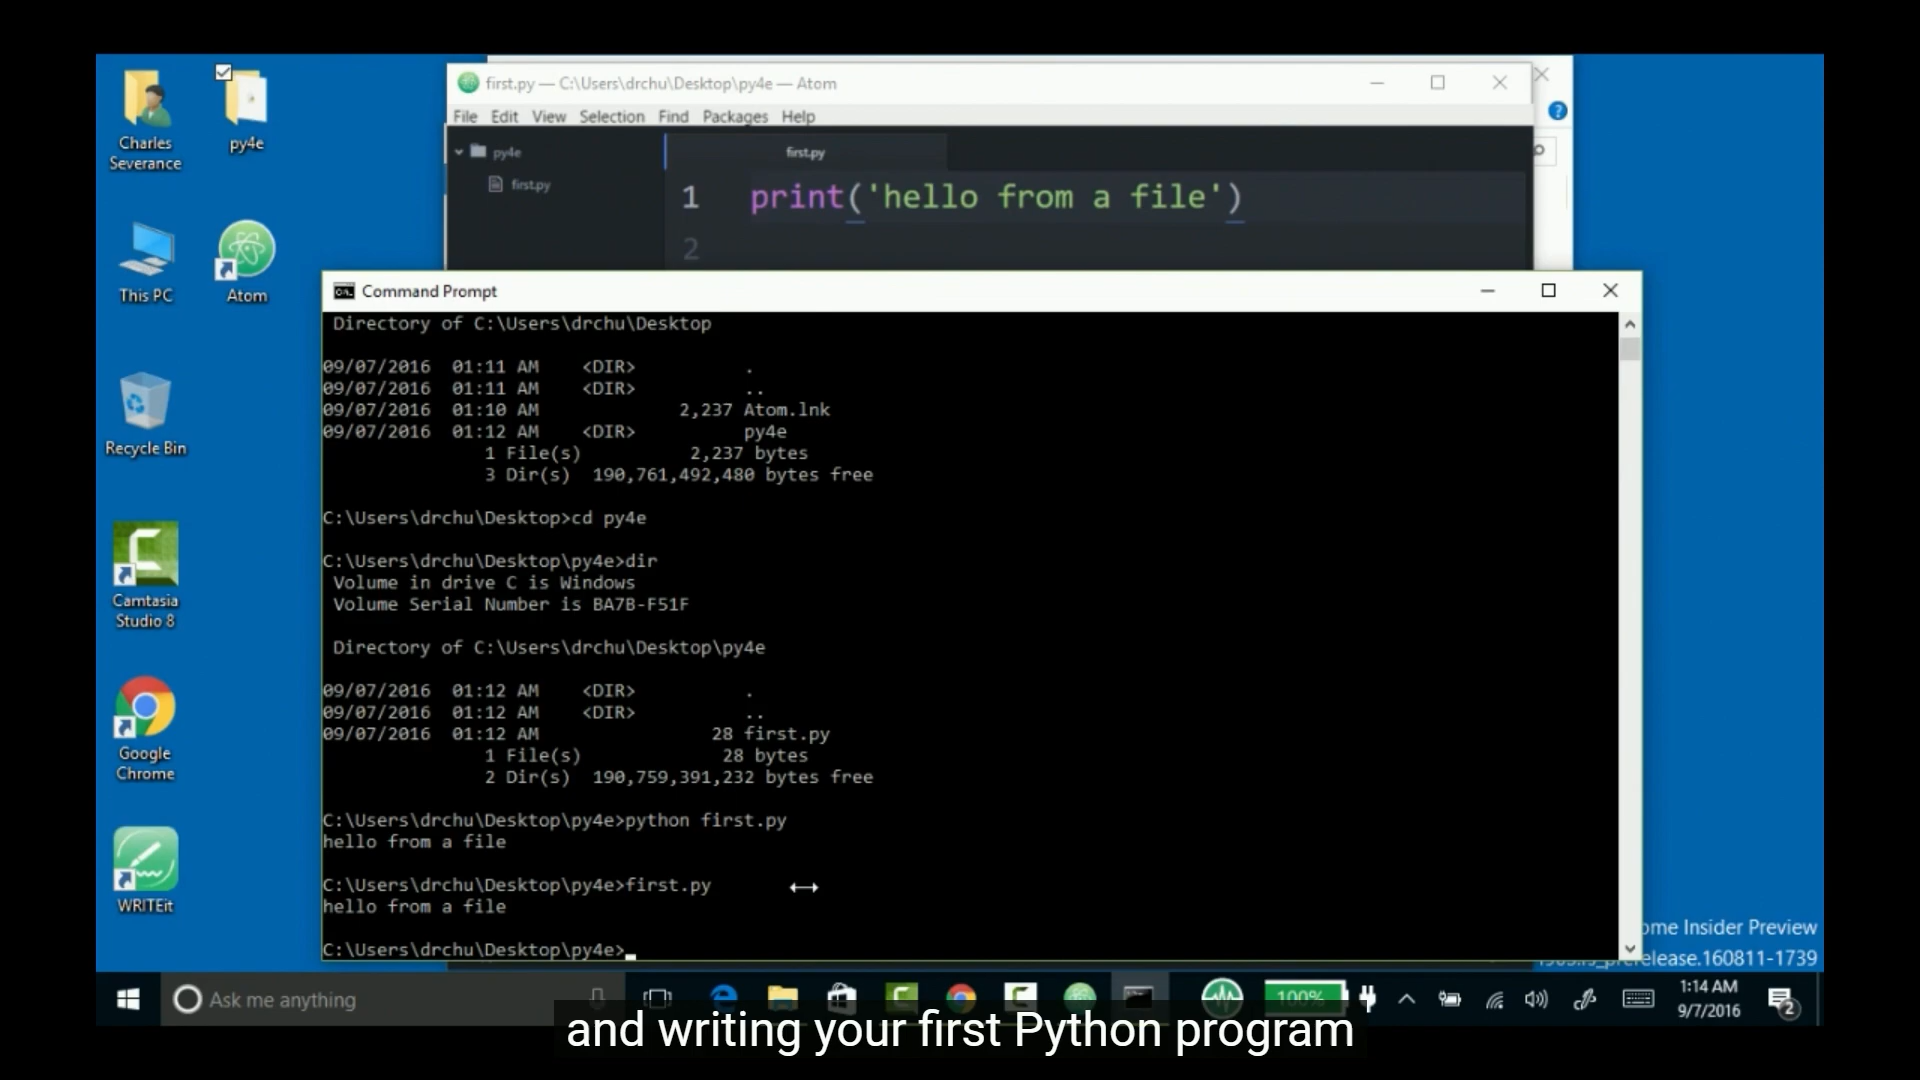 Charles
Severance
py4e
This PC
Atom
Recycle Bin
Camtasia
Studio 8
Google
Chrome
WRITEit
first.py — C:\Users\drchu\Desktop\py4e — Atom
File Edit View Selection Find Packages Help
py4e
first.py
first.py
1 print('hello from a file')
2
Command Prompt
Directory of C:\Users\drchu\Desktop
09/07/2016 01:11 AM <DIR> .
09/07/2016 01:11 AM <DIR> ..
09/07/2016 01:10 AM 2,237 Atom.lnk
09/07/2016 01:12 AM <DIR> py4e
1 File(s) 2,237 bytes
3 Dir(s) 190,761,492,480 bytes free
C:\Users\drchu\Desktop>cd py4e
C:\Users\drchu\Desktop\py4e>dir
Volume in drive C is Windows
Volume Serial Number is BA7B-F51F
Directory of C:\Users\drchu\Desktop\py4e
09/07/2016 01:12 AM <DIR> .
09/07/2016 01:12 AM <DIR> ..
09/07/2016 01:12 AM 28 first.py
1 File(s) 28 bytes
2 Dir(s) 190,759,391,232 bytes free
C:\Users\drchu\Desktop\py4e>python first.py
hello from a file
C:\Users\drchu\Desktop\py4e>first.py
hello from a file
C:\Users\drchu\Desktop\py4e>_
Insider Preview
160811-1739
Ask me anything
100%
1:14 AM
9/7/2016
2
and writing your first Python program